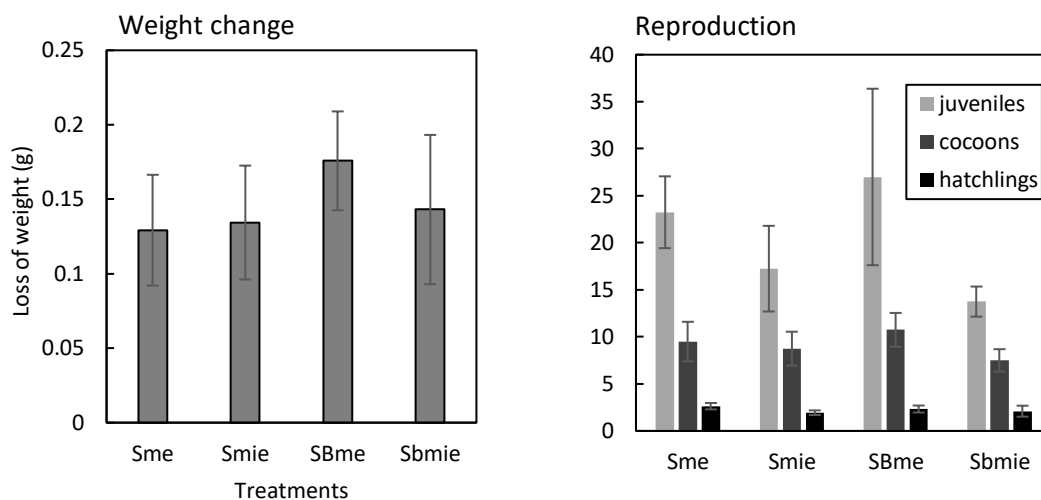 Weight change
Loss of weight (g)
0.25
0.2
0.15
0.1
0.05
0
Sme Smie SBme Sbmie
Treatments
Reproduction
40
35
30
25
20
15
10
5
0
juveniles
cocoons
hatchlings
Sme Smie SBme Sbmie